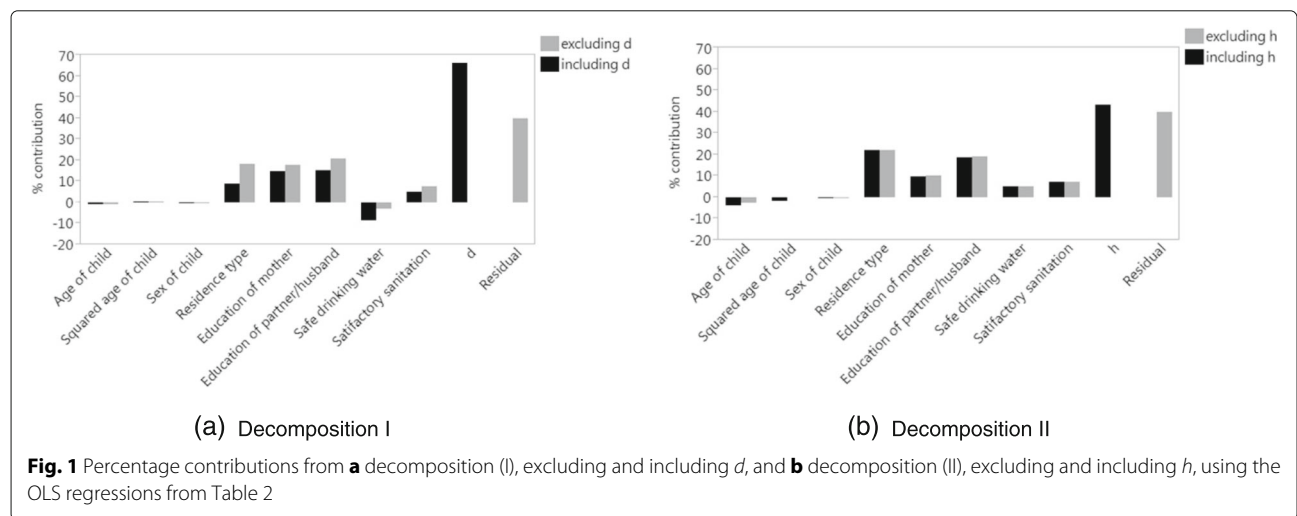 excluding d
including d
70
60
50
40
30
20
10
0
-10
-20
% contribution
Age of child
Squared age of child
Sex of child
Residence type
Education of mother
Education of partner/husband
Safe drinking water
Satifactory sanitation
d
Residual
(a) Decomposition I
excluding h
including h
70
60
50
40
30
20
10
0
-10
-20
% contribution
Age of child
Squared age of child
Sex of child
Residence type
Education of mother
Education of partner/husband
Safe drinking water
Satifactory sanitation
h
Residual
(b) Decomposition II
Fig. 1 Percentage contributions from a decomposition (I), excluding and including d, and b decomposition (II), excluding and including h, using the
OLS regressions from Table 2